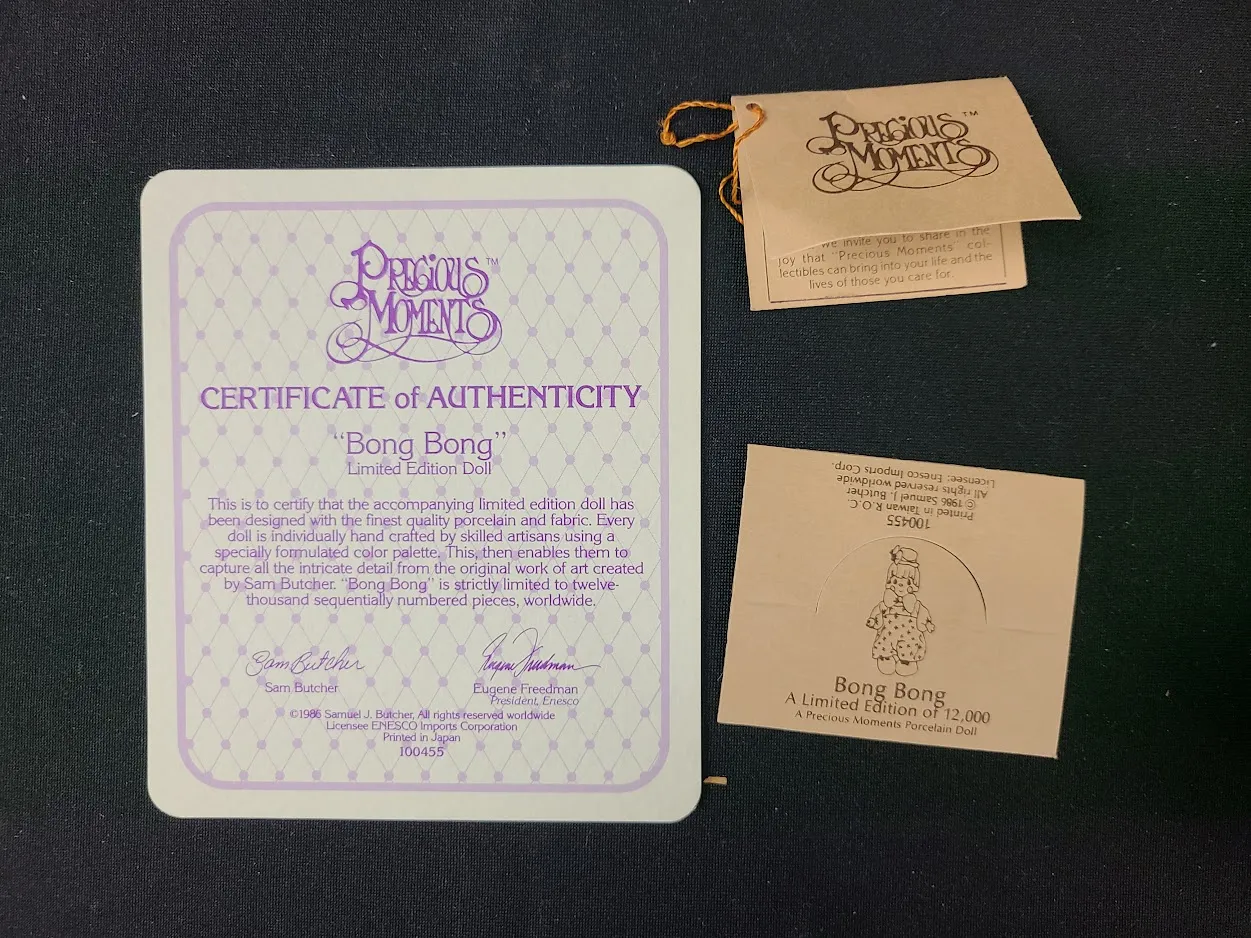 PRECIOUS
MOMENTS™
CERTIFICATE of AUTHENTICITY
“Bong Bong”
Limited Edition Doll
This is to certify that the accompanying limited edition doll has
been designed with the finest quality porcelain and fabric. Every
doll is individually hand crafted by skilled artisans using a
specially formulated color palette. This, then enables them to
capture all the intricate detail from the original work of art created
by Sam Butcher. “Bong Bong” is strictly limited to twelve-
thousand sequentially numbered pieces, worldwide.
Sam Butcher
Sam Butcher
Eugene Freedman
Eugene Freedman
President, Enesco
©1986 Samuel J. Butcher, All rights reserved worldwide
Licensee ENESCO Imports Corporation
Printed in Japan
100455
PRECIOUS
MOMENTS™
we invite you to share in the
joy that “Precious Moments” col-
lectibles can bring into your life and the
lives of those you care for.
100455
Printed in Taiwan R.O.C.
© 1986 Samuel J. Butcher
All rights reserved worldwide
Licensee: Enesco Imports Corp.
Bong Bong
A Limited Edition of 12,000
A Precious Moments Porcelain Doll